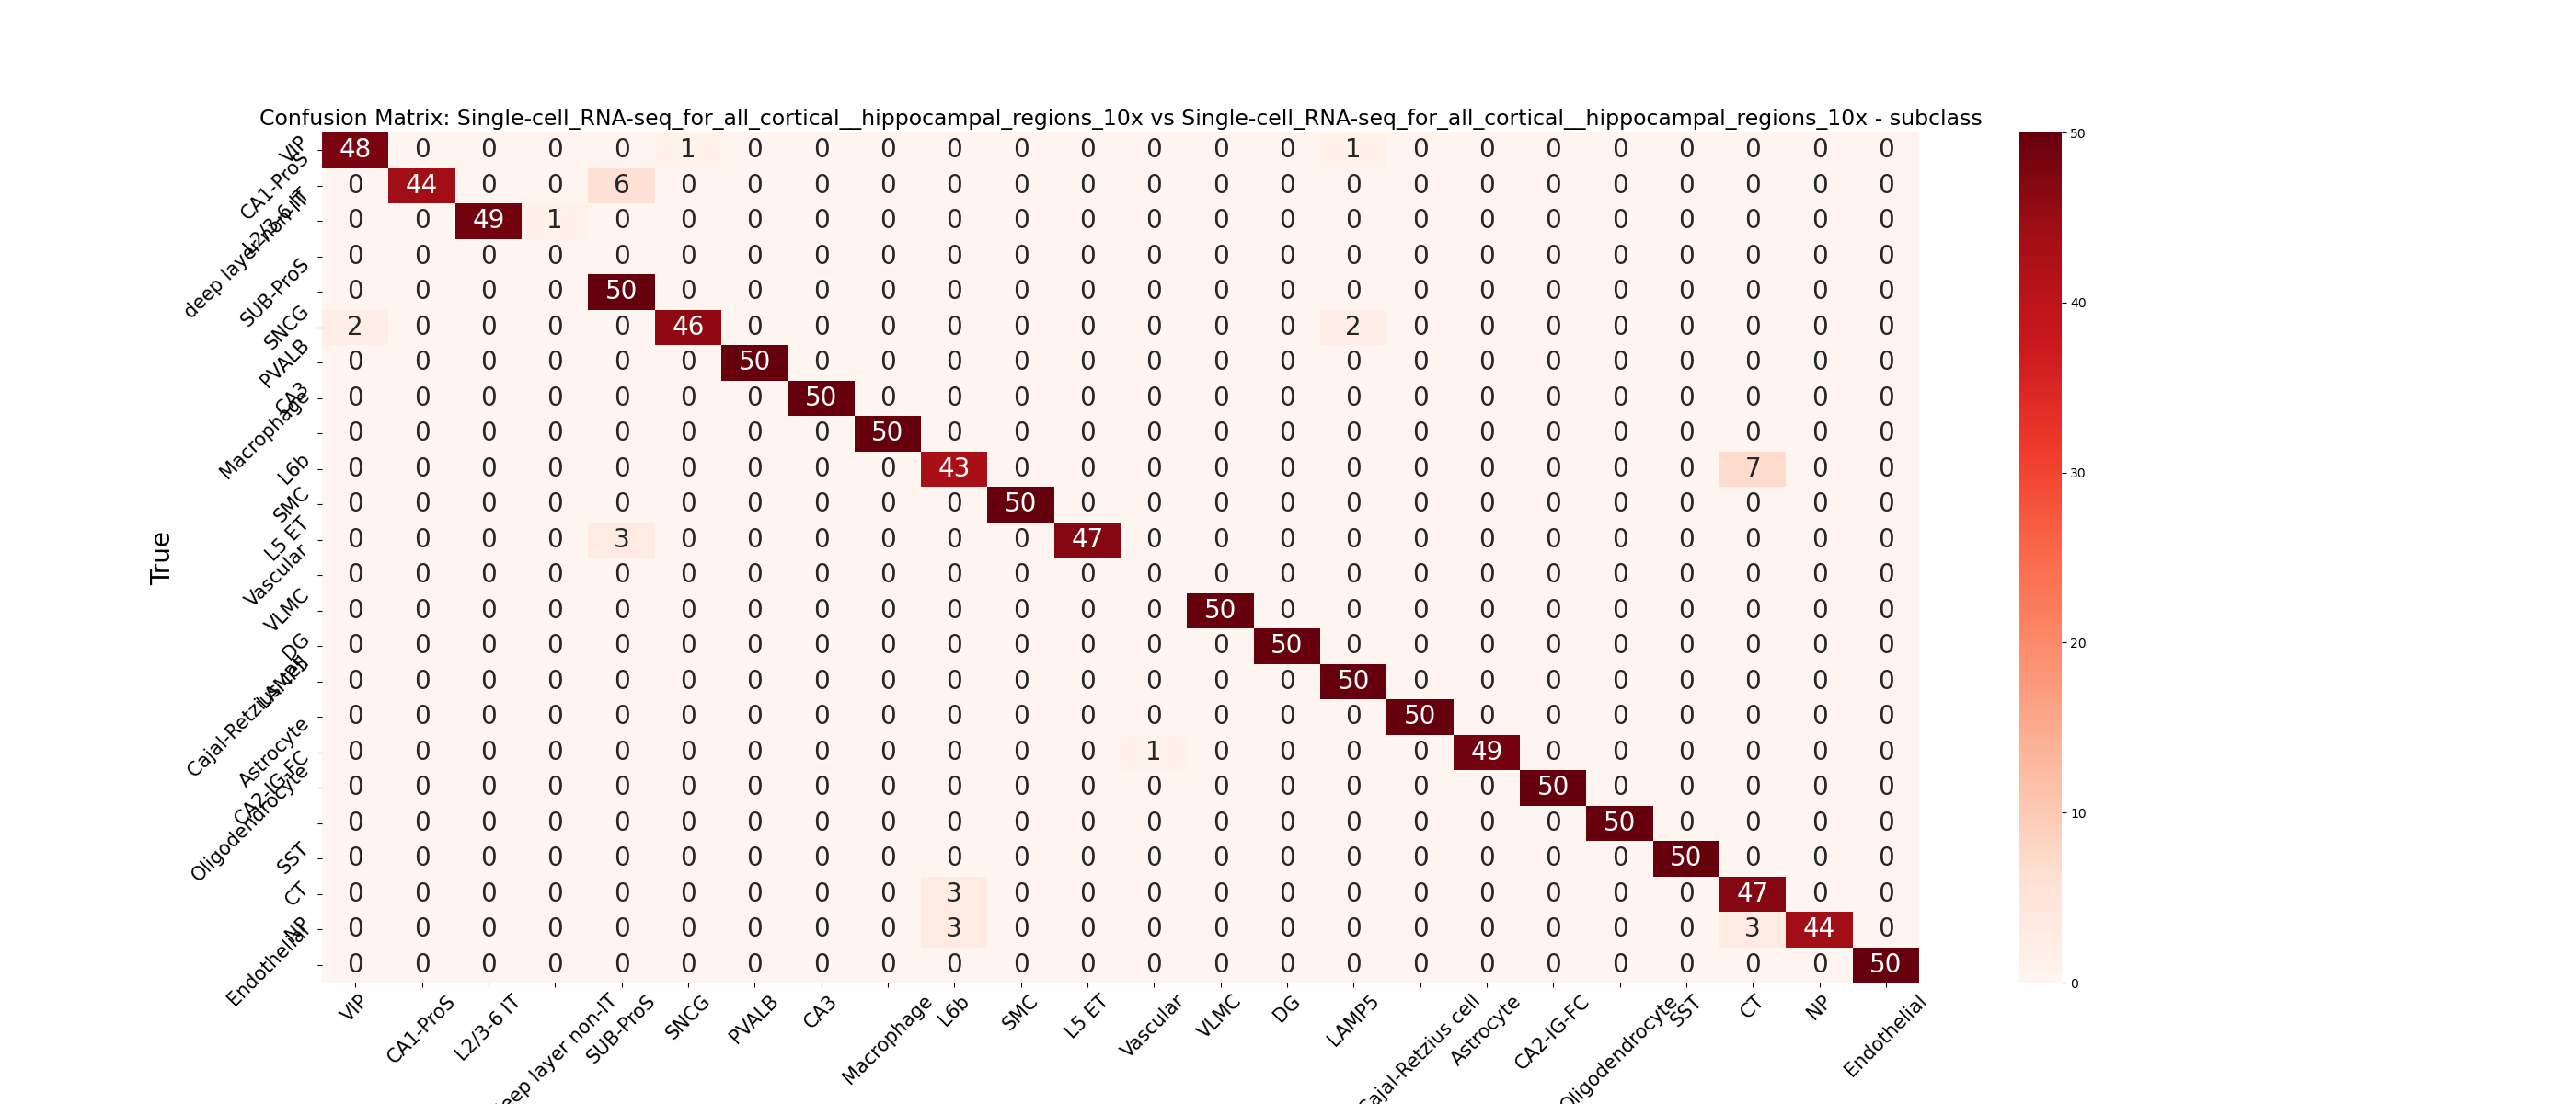 Confusion Matrix: Single-cell_RNA-seq_for_all_cortical__hippocampal_regions_10x vs Single-cell_RNA-seq_for_all_cortical__hippocampal_regions_10x - subclass
VIP 48 0 0 0 0 1 0 0 0 0 0 0 0 0 0 1 0 0 0 0 0 0 0 0
CA1-ProS 0 44 0 0 6 0 0 0 0 0 0 0 0 0 0 0 0 0 0 0 0 0 0 0
L2/3-6 IT 0 0 49 1 0 0 0 0 0 0 0 0 0 0 0 0 0 0 0 0 0 0 0 0
deep layer non-IT 0 0 0 0 0 0 0 0 0 0 0 0 0 0 0 0 0 0 0 0 0 0 0 0
SUB-ProS 0 0 0 0 50 0 0 0 0 0 0 0 0 0 0 0 0 0 0 0 0 0 0 0
SNCG 2 0 0 0 0 46 0 0 0 0 0 0 0 0 0 2 0 0 0 0 0 0 0 0
PVALB 0 0 0 0 0 0 50 0 0 0 0 0 0 0 0 0 0 0 0 0 0 0 0 0
CA3 0 0 0 0 0 0 0 50 0 0 0 0 0 0 0 0 0 0 0 0 0 0 0 0
Macrophage 0 0 0 0 0 0 0 0 50 0 0 0 0 0 0 0 0 0 0 0 0 0 0 0
L6b 0 0 0 0 0 0 0 0 0 43 0 0 0 0 0 0 0 0 0 0 0 7 0 0
SMC 0 0 0 0 0 0 0 0 0 0 50 0 0 0 0 0 0 0 0 0 0 0 0 0
L5 ET 0 0 0 0 3 0 0 0 0 0 0 47 0 0 0 0 0 0 0 0 0 0 0 0
Vascular 0 0 0 0 0 0 0 0 0 0 0 0 0 0 0 0 0 0 0 0 0 0 0 0
VLMC 0 0 0 0 0 0 0 0 0 0 0 0 0 50 0 0 0 0 0 0 0 0 0 0
DG 0 0 0 0 0 0 0 0 0 0 0 0 0 0 50 0 0 0 0 0 0 0 0 0
LAMP5 0 0 0 0 0 0 0 0 0 0 0 0 0 0 0 50 0 0 0 0 0 0 0 0
Cajal-Retzius cell 0 0 0 0 0 0 0 0 0 0 0 0 0 0 0 0 50 0 0 0 0 0 0 0
Astrocyte 0 0 0 0 0 0 0 0 0 0 0 0 1 0 0 0 0 49 0 0 0 0 0 0
CA2-IG-FC 0 0 0 0 0 0 0 0 0 0 0 0 0 0 0 0 0 0 50 0 0 0 0 0
Oligodendrocyte 0 0 0 0 0 0 0 0 0 0 0 0 0 0 0 0 0 0 0 50 0 0 0 0
SST 0 0 0 0 0 0 0 0 0 0 0 0 0 0 0 0 0 0 0 0 50 0 0 0
CT 0 0 0 0 0 0 0 0 0 3 0 0 0 0 0 0 0 0 0 0 0 47 0 0
NP 0 0 0 0 0 0 0 0 0 3 0 0 0 0 0 0 0 0 0 0 0 3 44 0
Endothelial 0 0 0 0 0 0 0 0 0 0 0 0 0 0 0 0 0 0 0 0 0 0 0 50
True
VIP
CA1-ProS
L2/3-6 IT
eep layer non-IT
SUB-ProS
SNCG
PVALB
CA3
Macrophage
L6b
SMC
L5 ET
Vascular
VLMC
DG
LAMP5
Cajal-Retzius cell
Astrocyte
CA2-IG-FC
Oligodendrocyte
SST
CT
NP
Endothelial
50
40
30
20
10
0